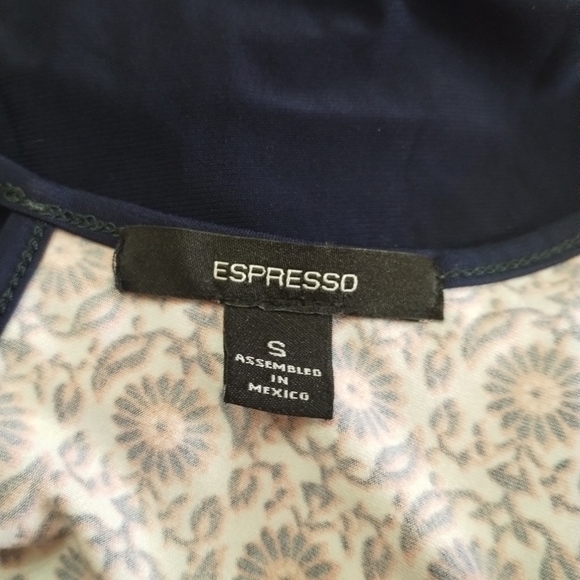 ESPRESSO
S
ASSEMBLED
IN
MEXICO